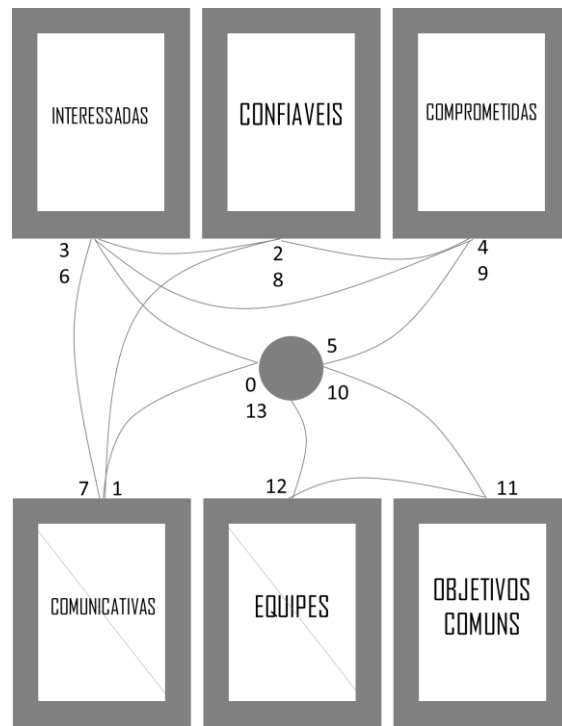 INTERESSADAS
CONFIAVEIS
COMPROMETIDAS
3
2
4
6
8
9
5
0
10
13
7
1
12
11
COMUNICATIVAS
EQUIPES
OBJETIVOS
COMUNS